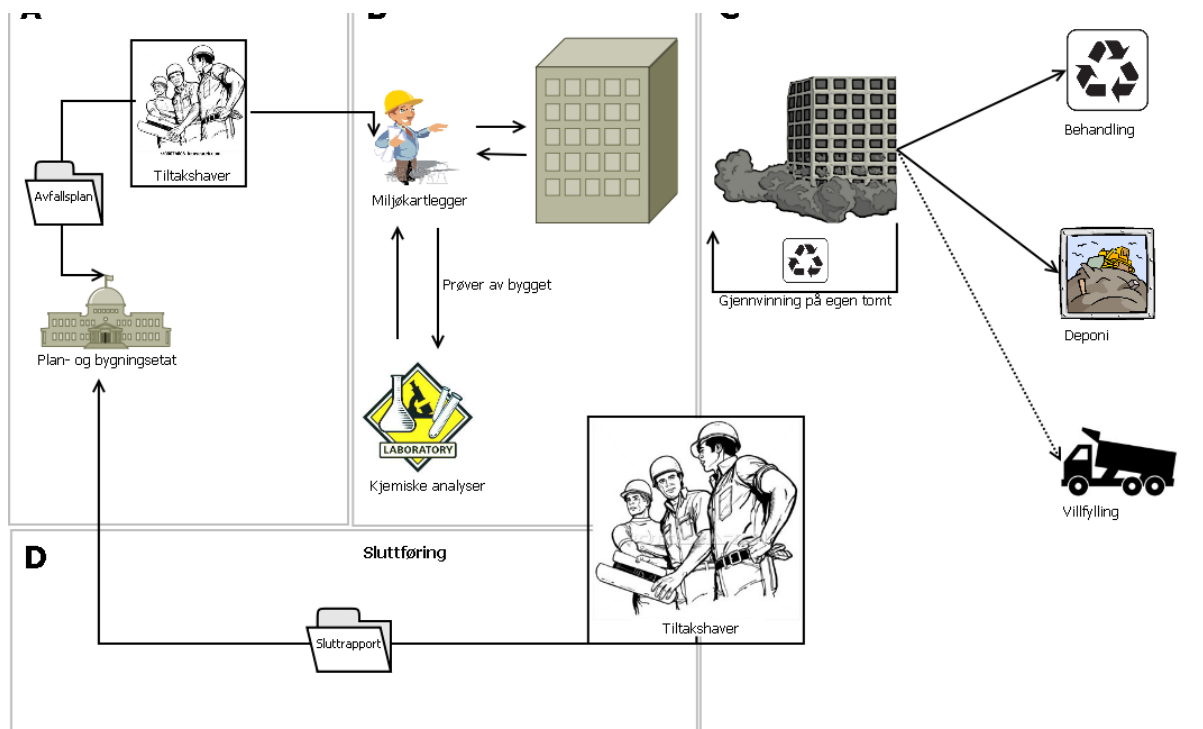 A
Tiltakshaver
Avfallsplan
Plan- og bygningsetat
B
Miljøkartlegger
Prøver av bygget
LABORATORY
Kjemiske analyser
C
Gjennvinning på egen tomt
Behandling
Deponi
Villfylling
D
Sluttføring
Tiltakshaver
Sluttrapport